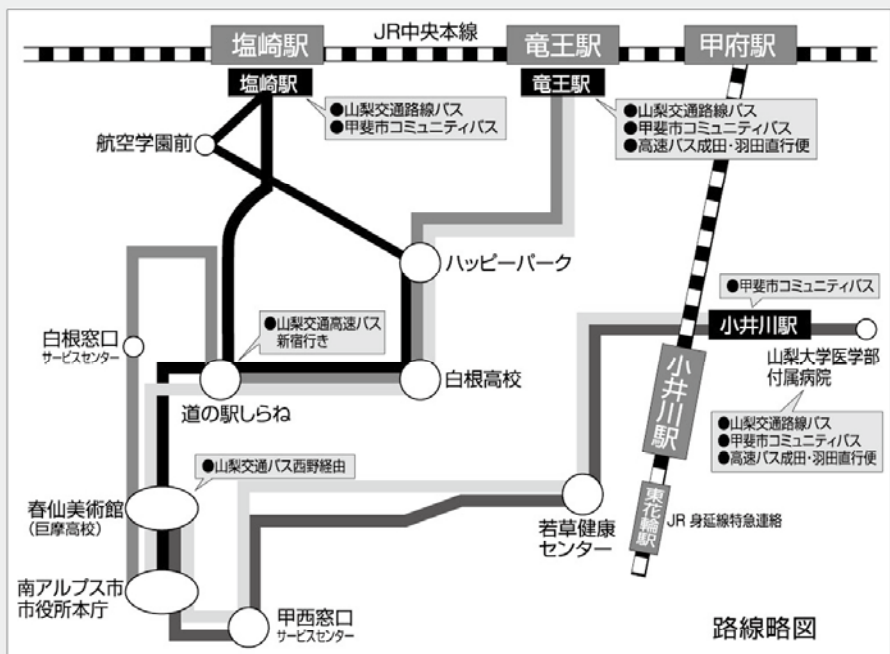 塩崎駅
JR中央本線
竜王駅
甲府駅
塩崎駅
竜王駅
●山梨交通路線バス
●甲斐市コミュニティバス
●山梨交通路線バス
●甲斐市コミュニティバス
●高速バス成田・羽田直行便
航空学園前
ハッピーパーク
●甲斐市コミュニティバス
小井川駅
白根窓口
サービスセンター
●山梨交通高速バス
新宿行き
山梨大学医学部
付属病院
小井川駅
道の駅しらね
白根高校
●山梨交通路線バス
●甲斐市コミュニティバス
●高速バス成田・羽田直行便
●山梨交通バス西野経由
春仙美術館
(巨摩高校)
若草健康
センター
東花輪駅
JR 身延線特急連絡
南アルプス市
市役所本庁
甲西窓口
サービスセンター
路線略図